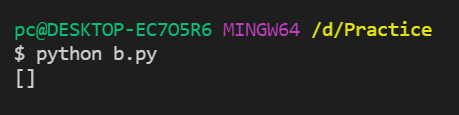 pc@DESKTOP-EC7O5R6 MINGW64 /d/Practice
$ python b.py
[]